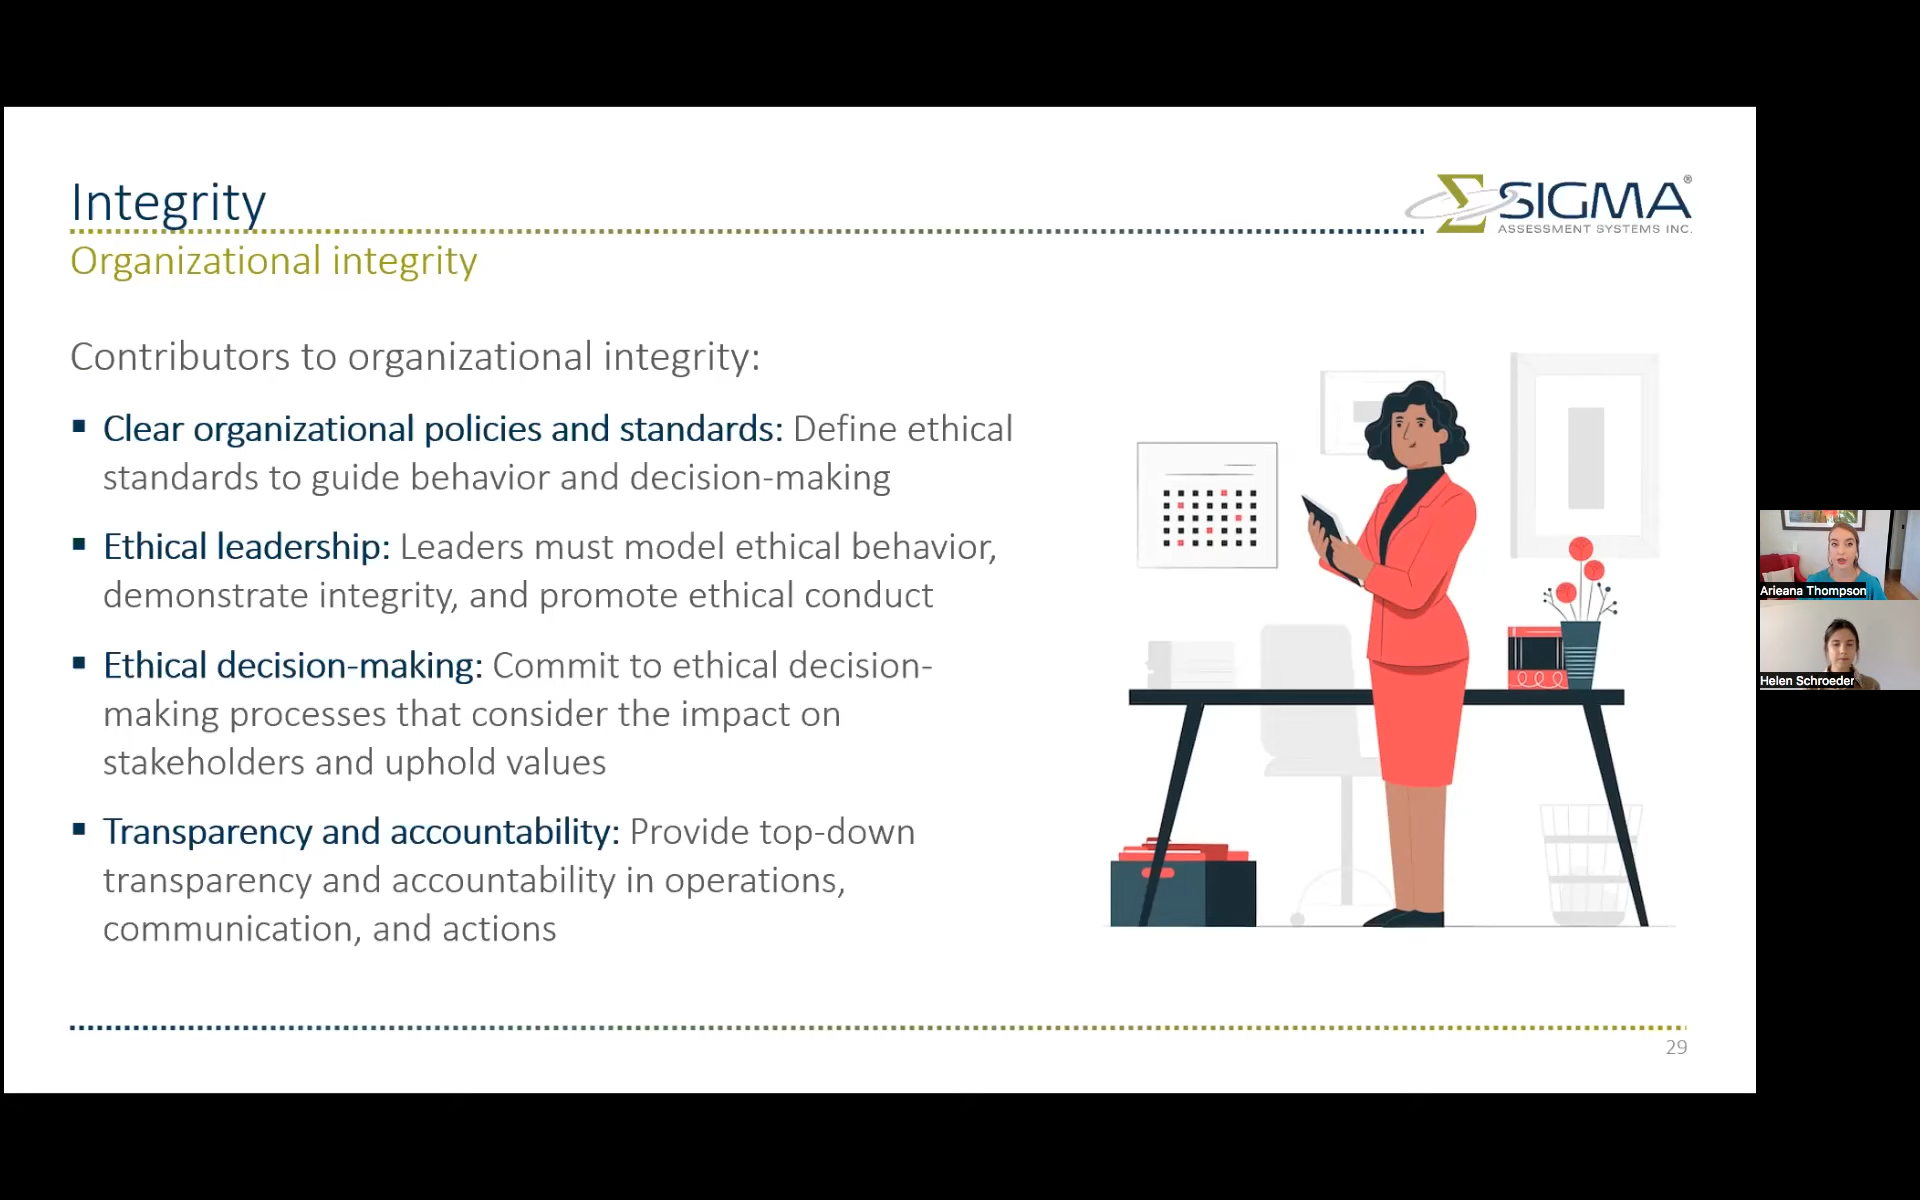 Integrity
SIGMA®
ASSESSMENT SYSTEMS INC.
Organizational integrity
Contributors to organizational integrity:
▪ Clear organizational policies and standards: Define ethical
standards to guide behavior and decision-making
▪ Ethical leadership: Leaders must model ethical behavior,
demonstrate integrity, and promote ethical conduct
▪ Ethical decision-making: Commit to ethical decision-
making processes that consider the impact on
stakeholders and uphold values
▪ Transparency and accountability: Provide top-down
transparency and accountability in operations,
communication, and actions
29
Arieana Thompson
Helen Schroeder